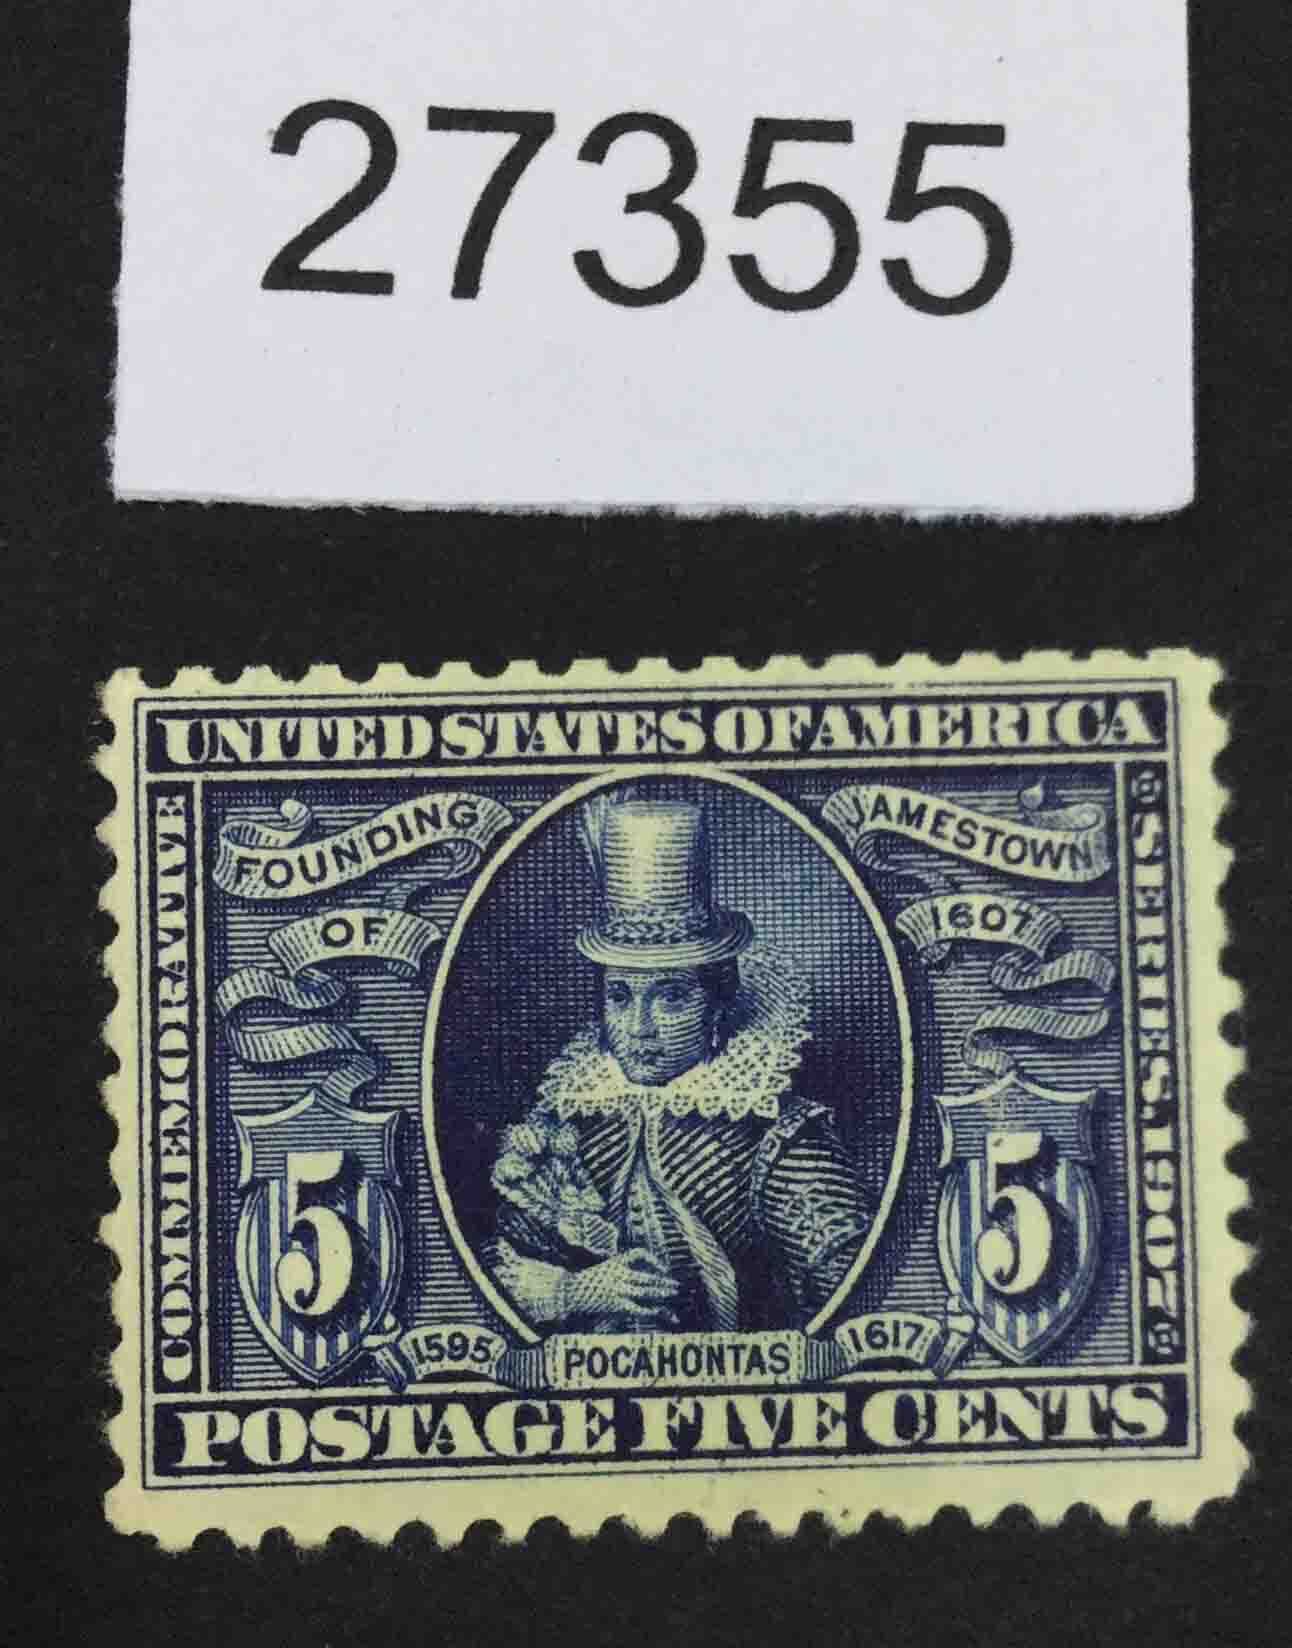 27355
UNITED STATES OF AMERICA
COMMEMORATIVE
FOUNDING
OF
JAMESTOWN
1607
SERIES 1907
5
5
1595
POCAHONTAS
1617
POSTAGE FIVE CENTS